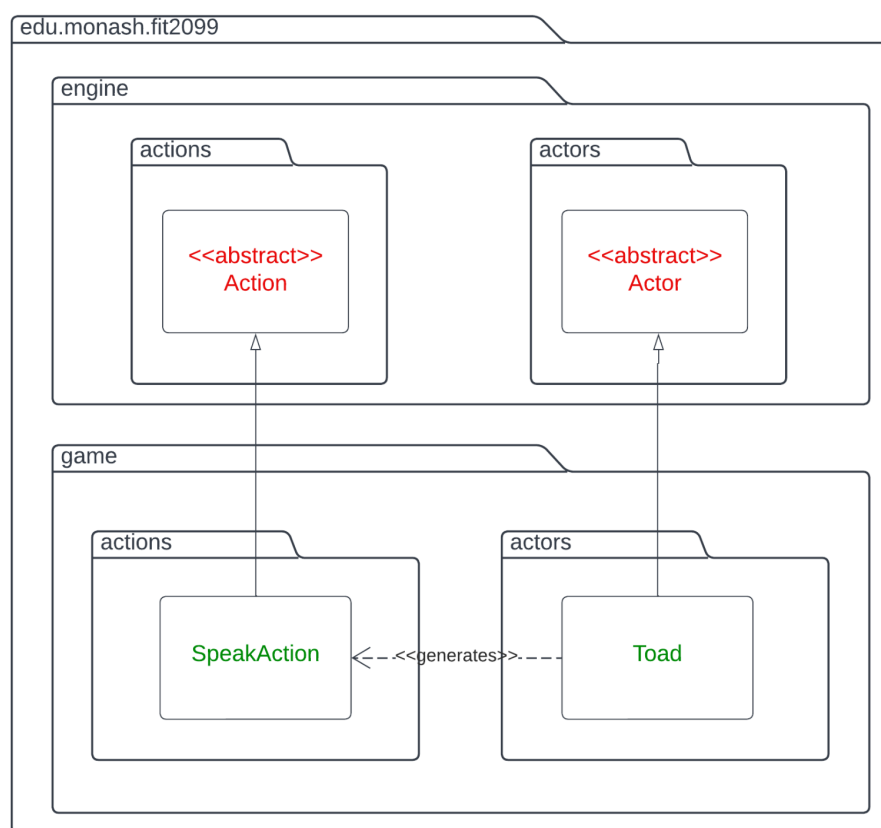 edu.monash.fit2099
engine
actions
actors
<<abstract>>
Action
<<abstract>>
Actor
game
actions
actors
SpeakAction
<<generates>>
Toad